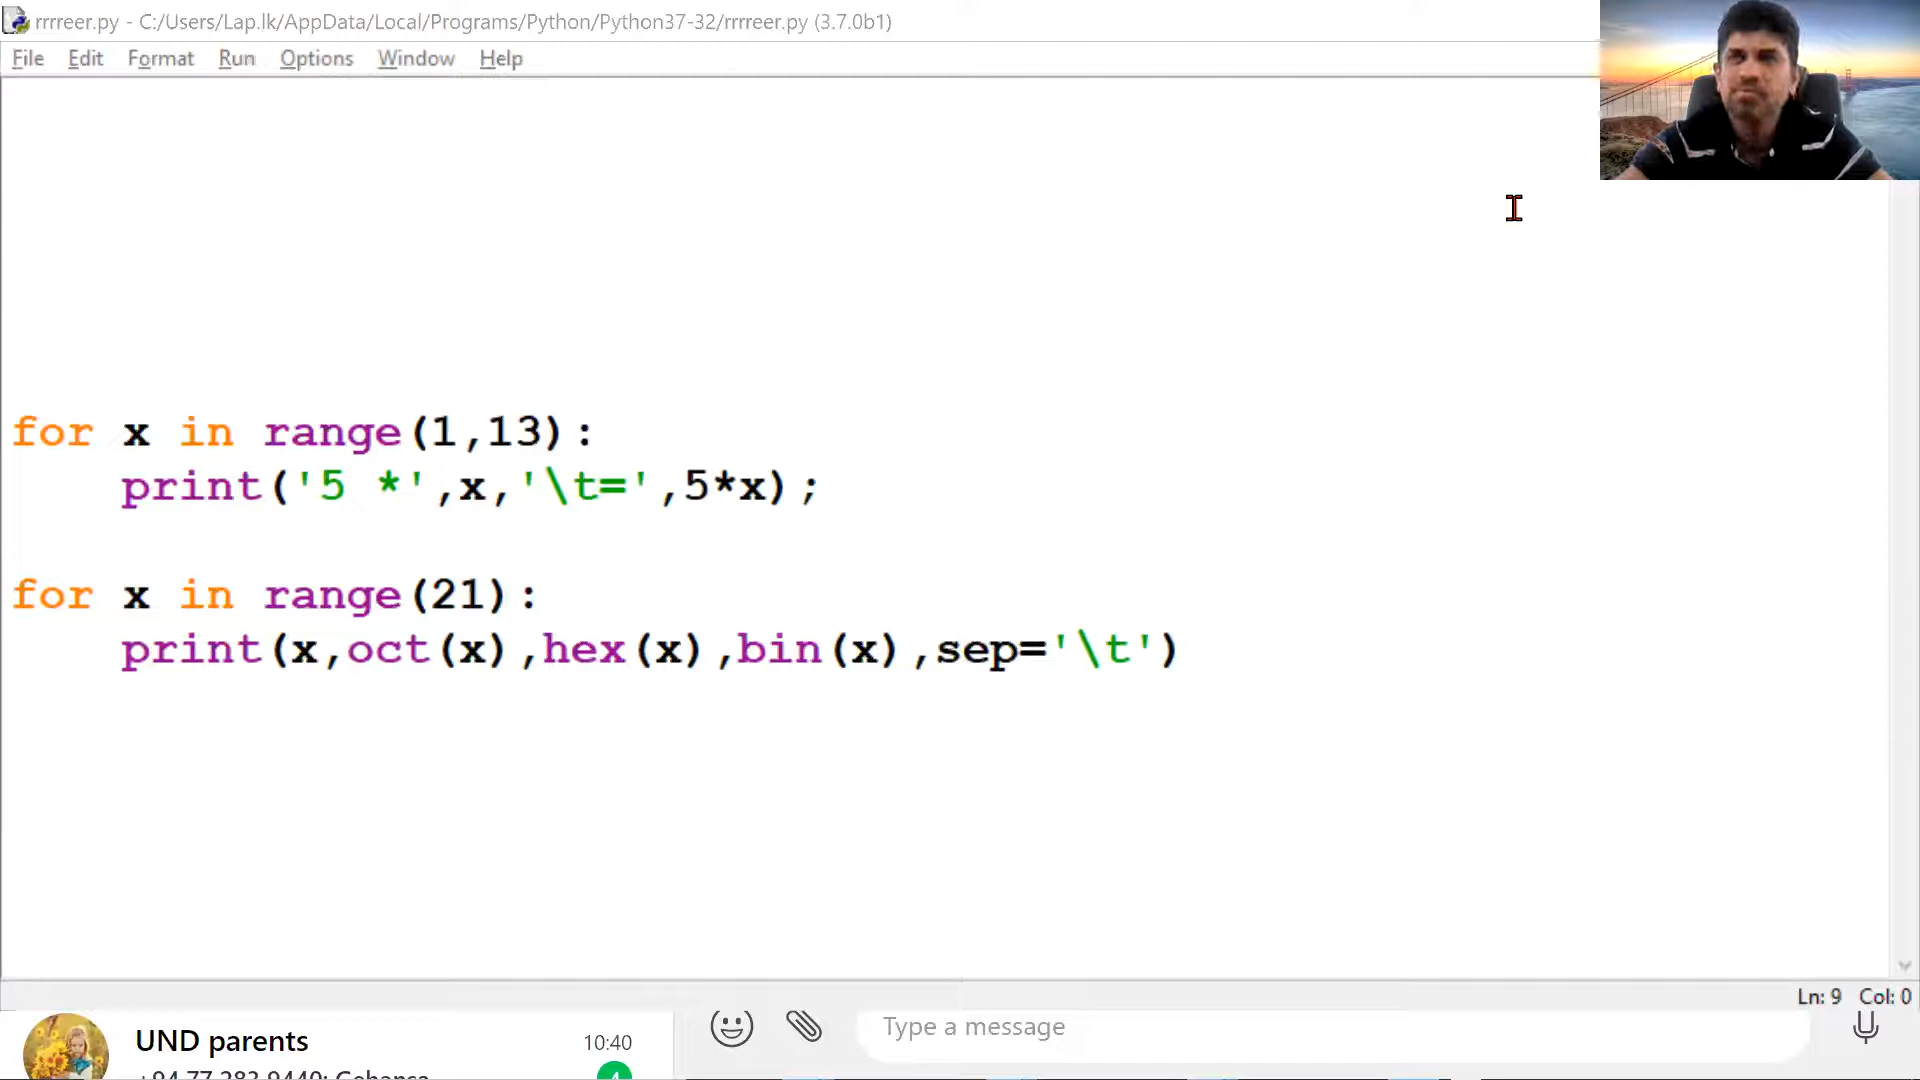 rrrreer.py - C:/Users/Lap.lk/AppData/Local/Programs/Python/Python37-32/rrrreer.py (3.7.0b1)
File Edit Format Run Options Window Help
for x in range(1,13):
    print('5 *',x,'\t=',5*x);
for x in range(21):
    print(x,oct(x),hex(x),bin(x),sep='\t')
Ln: 9 Col: 0
UND parents 10:40
Type a message